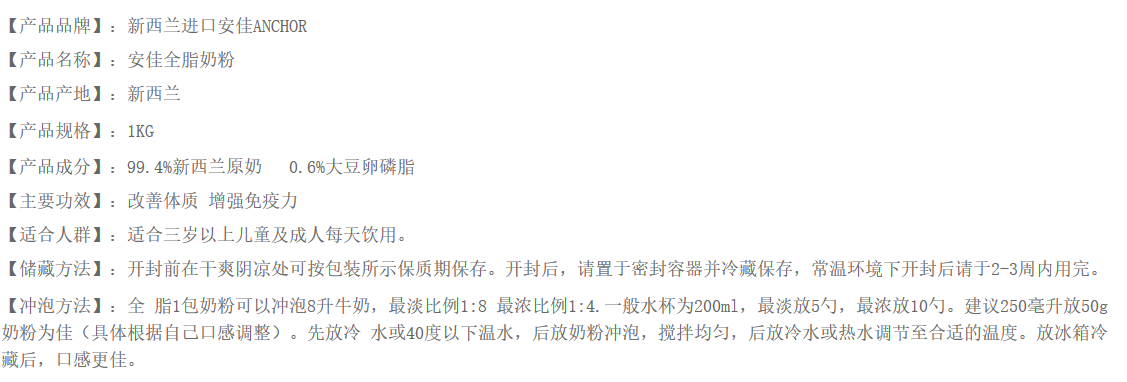 【产品品牌】：新西兰进口安佳ANCHOR
【产品名称】：安佳全脂奶粉
【产品产地】：新西兰
【产品规格】：1KG
【产品成分】：99.4%新西兰原奶   0.6%大豆卵磷脂
【主要功效】：改善体质 增强免疫力
【适合人群】：适合三岁以上儿童及成人每天饮用。
【储藏方法】：开封前在干爽阴凉处可按包装所示保质期保存。开封后，请置于密封容器并冷藏保存，常温环境下开封后请于2-3周内用完。
【冲泡方法】：全 脂1包奶粉可以冲泡8升牛奶，最淡比例1:8 最浓比例1:4.一般水杯为200ml，最淡放5勺，最浓放10勺。建议250毫升放50g
奶粉为佳（具体根据自己口感调整）。先放冷 水或40度以下温水，后放奶粉冲泡，搅拌均匀，后放冷水或热水调节至合适的温度。放冰箱冷
藏后，口感更佳。